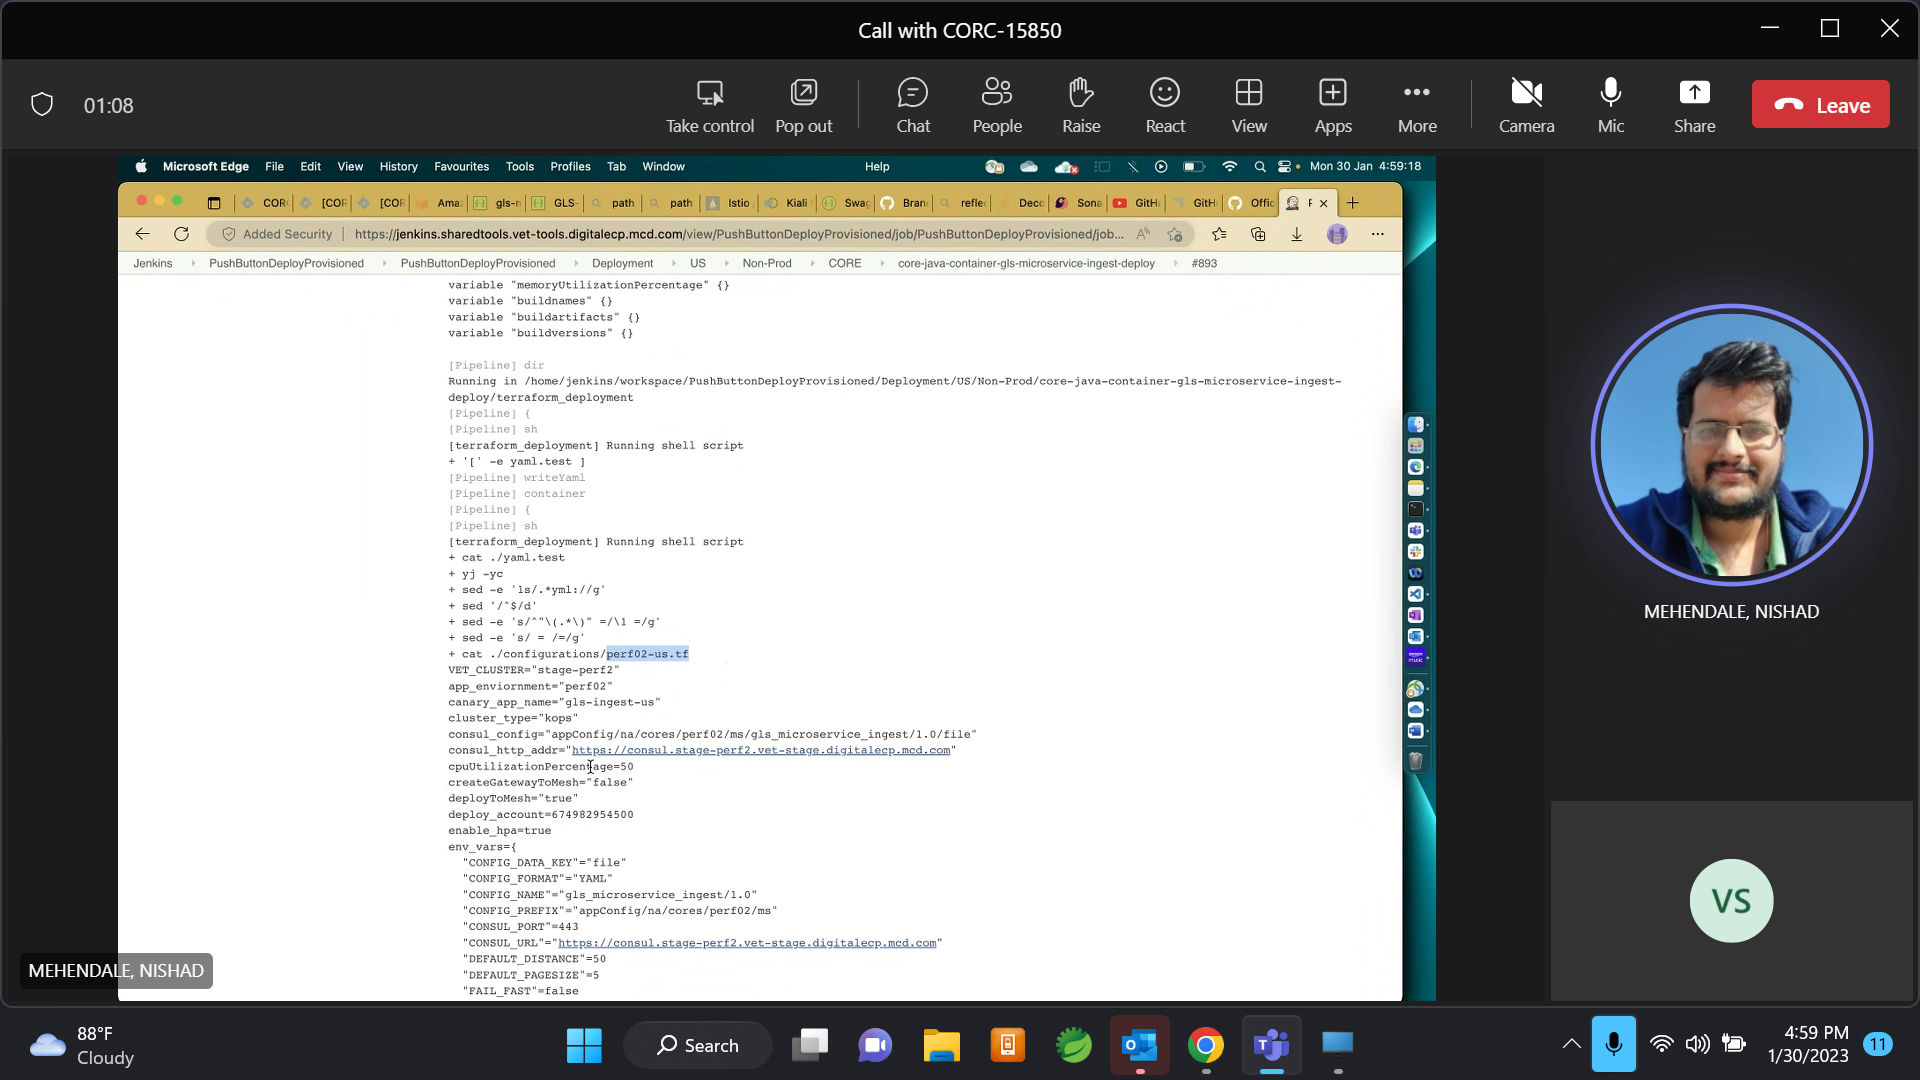 Call with CORC-15850
01:08
Take control
Pop out
Chat
People
Raise
React
View
Apps
More
Camera
Mic
Share
Leave
Microsoft Edge File Edit View History Favourites Tools Profiles Tab Window Help Mon 30 Jan 4:59:18
COR [COR [COR Ama gls-r GLS- path path Istio Kiali Swag Bran refle Deco Sona GitHu GitHu Offic
Added Security https://jenkins.sharedtools.vet-tools.digitalecp.mcd.com/view/PushButtonDeployProvisioned/job/PushButtonDeployProvisioned/job...
Jenkins PushButtonDeployProvisioned PushButtonDeployProvisioned Deployment US Non-Prod CORE core-java-container-gls-microservice-ingest-deploy #893
variable "memoryUtilizationPercentage" {}
variable "buildnames" {}
variable "buildartifacts" {}
variable "buildversions" {}
[Pipeline] dir
Running in /home/jenkins/workspace/PushButtonDeployProvisioned/Deployment/US/Non-Prod/core-java-container-gls-microservice-ingest-
deploy/terraform_deployment
[Pipeline] {
[Pipeline] sh
[terraform_deployment] Running shell script
+ '[' -e yaml.test ]
[Pipeline] writeYaml
[Pipeline] container
[Pipeline] {
[Pipeline] sh
[terraform_deployment] Running shell script
+ cat ./yaml.test
+ yj -yc
+ sed -e '1s/.*yml://g'
+ sed '/^$/d'
+ sed -e 's/^"\(.*\)" =/\1 =/g'
+ sed -e 's/ = /=/g'
+ cat ./configurations/perf02-us.tf
VET_CLUSTER="stage-perf2"
app_enviornment="perf02"
canary_app_name="gls-ingest-us"
cluster_type="kops"
consul_config="appConfig/na/cores/perf02/ms/gls_microservice_ingest/1.0/file"
consul_http_addr="https://consul.stage-perf2.vet-stage.digitalecp.mcd.com"
cpuUtilizationPercentage=50
createGatewayToMesh="false"
deployToMesh="true"
deploy_account=674982954500
enable_hpa=true
env_vars={
"CONFIG_DATA_KEY"="file"
"CONFIG_FORMAT"="YAML"
"CONFIG_NAME"="gls_microservice_ingest/1.0"
"CONFIG_PREFIX"="appConfig/na/cores/perf02/ms"
"CONSUL_PORT"=443
"CONSUL_URL"="https://consul.stage-perf2.vet-stage.digitalecp.mcd.com"
"DEFAULT_DISTANCE"=50
"DEFAULT_PAGESIZE"=5
"FAIL_FAST"=false
MEHENDALE, NISHAD
VS
MEHENDALE, NISHAD
88°F
Cloudy
Search
4:59 PM
1/30/2023
11